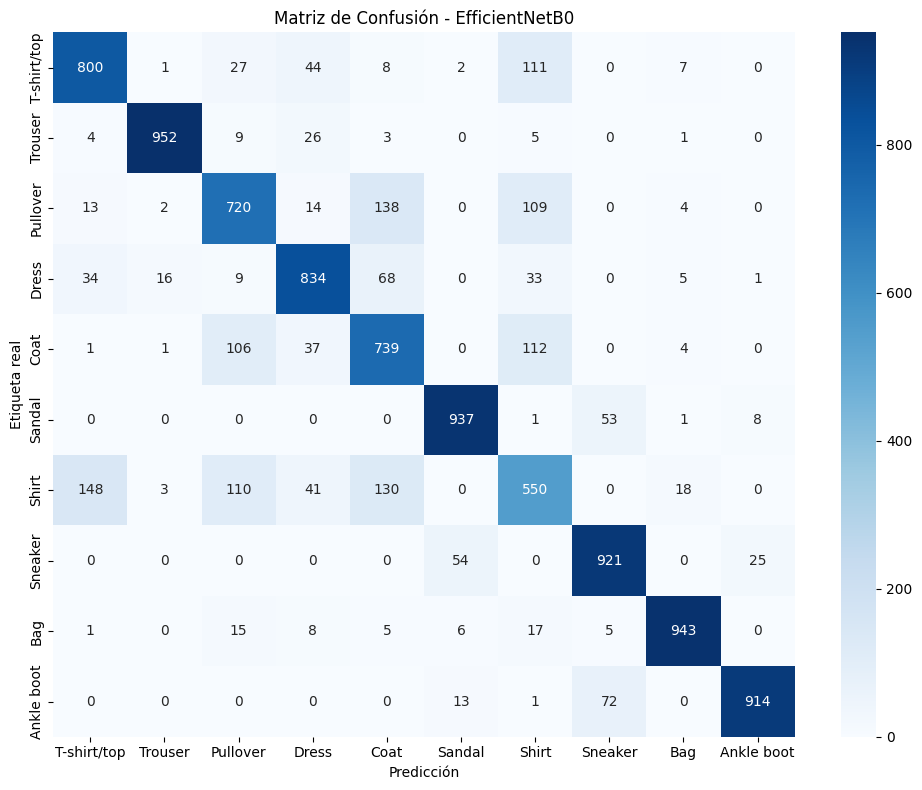 Matriz de Confusión - EfficientNetB0
T-shirt/top 800 1 27 44 8 2 111 0 7 0
Trouser 4 952 9 26 3 0 5 1 0
Pullover 13 2 720 14 138 0 109 0 4 0
Dress 34 16 9 834 68 0 33 0 5 1
Coat 1 1 106 37 739 0 112 0 4 0
Sandal 0 0 0 0 0 937 1 53 1 8
Shirt 148 3 110 41 130 0 550 0 18 0
Sneaker 0 0 0 0 0 54 0 921 0 25
Bag 1 0 15 8 5 6 17 5 943 0
Ankle boot 0 0 0 0 0 13 1 72 0 914
T-shirt/top Trouser Pullover Dress Coat Sandal Shirt Sneaker Bag Ankle boot
Predicción
Etiqueta real
800
600
400
200
0